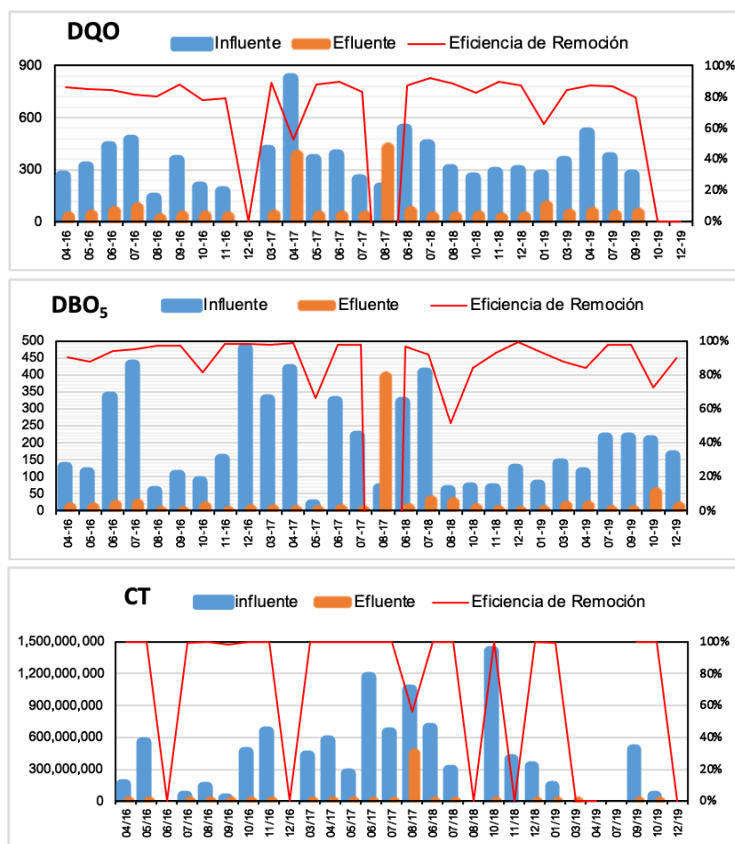 DQO
Influente Efluente Eficiencia de Remoción
900 100%
80%
600 60%
300 40%
20%
0 0%
04-16 05-16 06-16 07-16 08-16 09-16 10-16 11-16 12-16 03-17 04-17 05-17 06-17 07-17 08-17 06-18 07-18 08-18 10-18 11-18 12-18 01-19 03-19 04-19 07-19 09-19 10-19 12-19
DBO₅
Influente Efluente Eficiencia de Remoción
500 100%
450
400 80%
350
300 60%
250
200 40%
150
100 20%
50
0 0%
04-16 05-16 06-16 07-16 08-16 09-16 10-16 11-16 12-16 03-17 04-17 05-17 06-17 07-17 08-17 06-18 07-18 08-18 10-18 11-18 12-18 01-19 03-19 04-19 07-19 09-19 10-19 12-19
CT
influente Efluente Eficiencia de Remoción
1,500,000,000 100%
1,200,000,000 80%
900,000,000 60%
600,000,000 40%
300,000,000 20%
0 0%
04/16 05/16 06/16 07/16 08/16 09/16 10/16 11/16 12/16 03/17 04/17 05/17 06/17 07/17 08/17 06/18 07/18 08/18 10/18 11/18 12/18 01/19 03/19 04/19 07/19 09/19 10/19 12/19